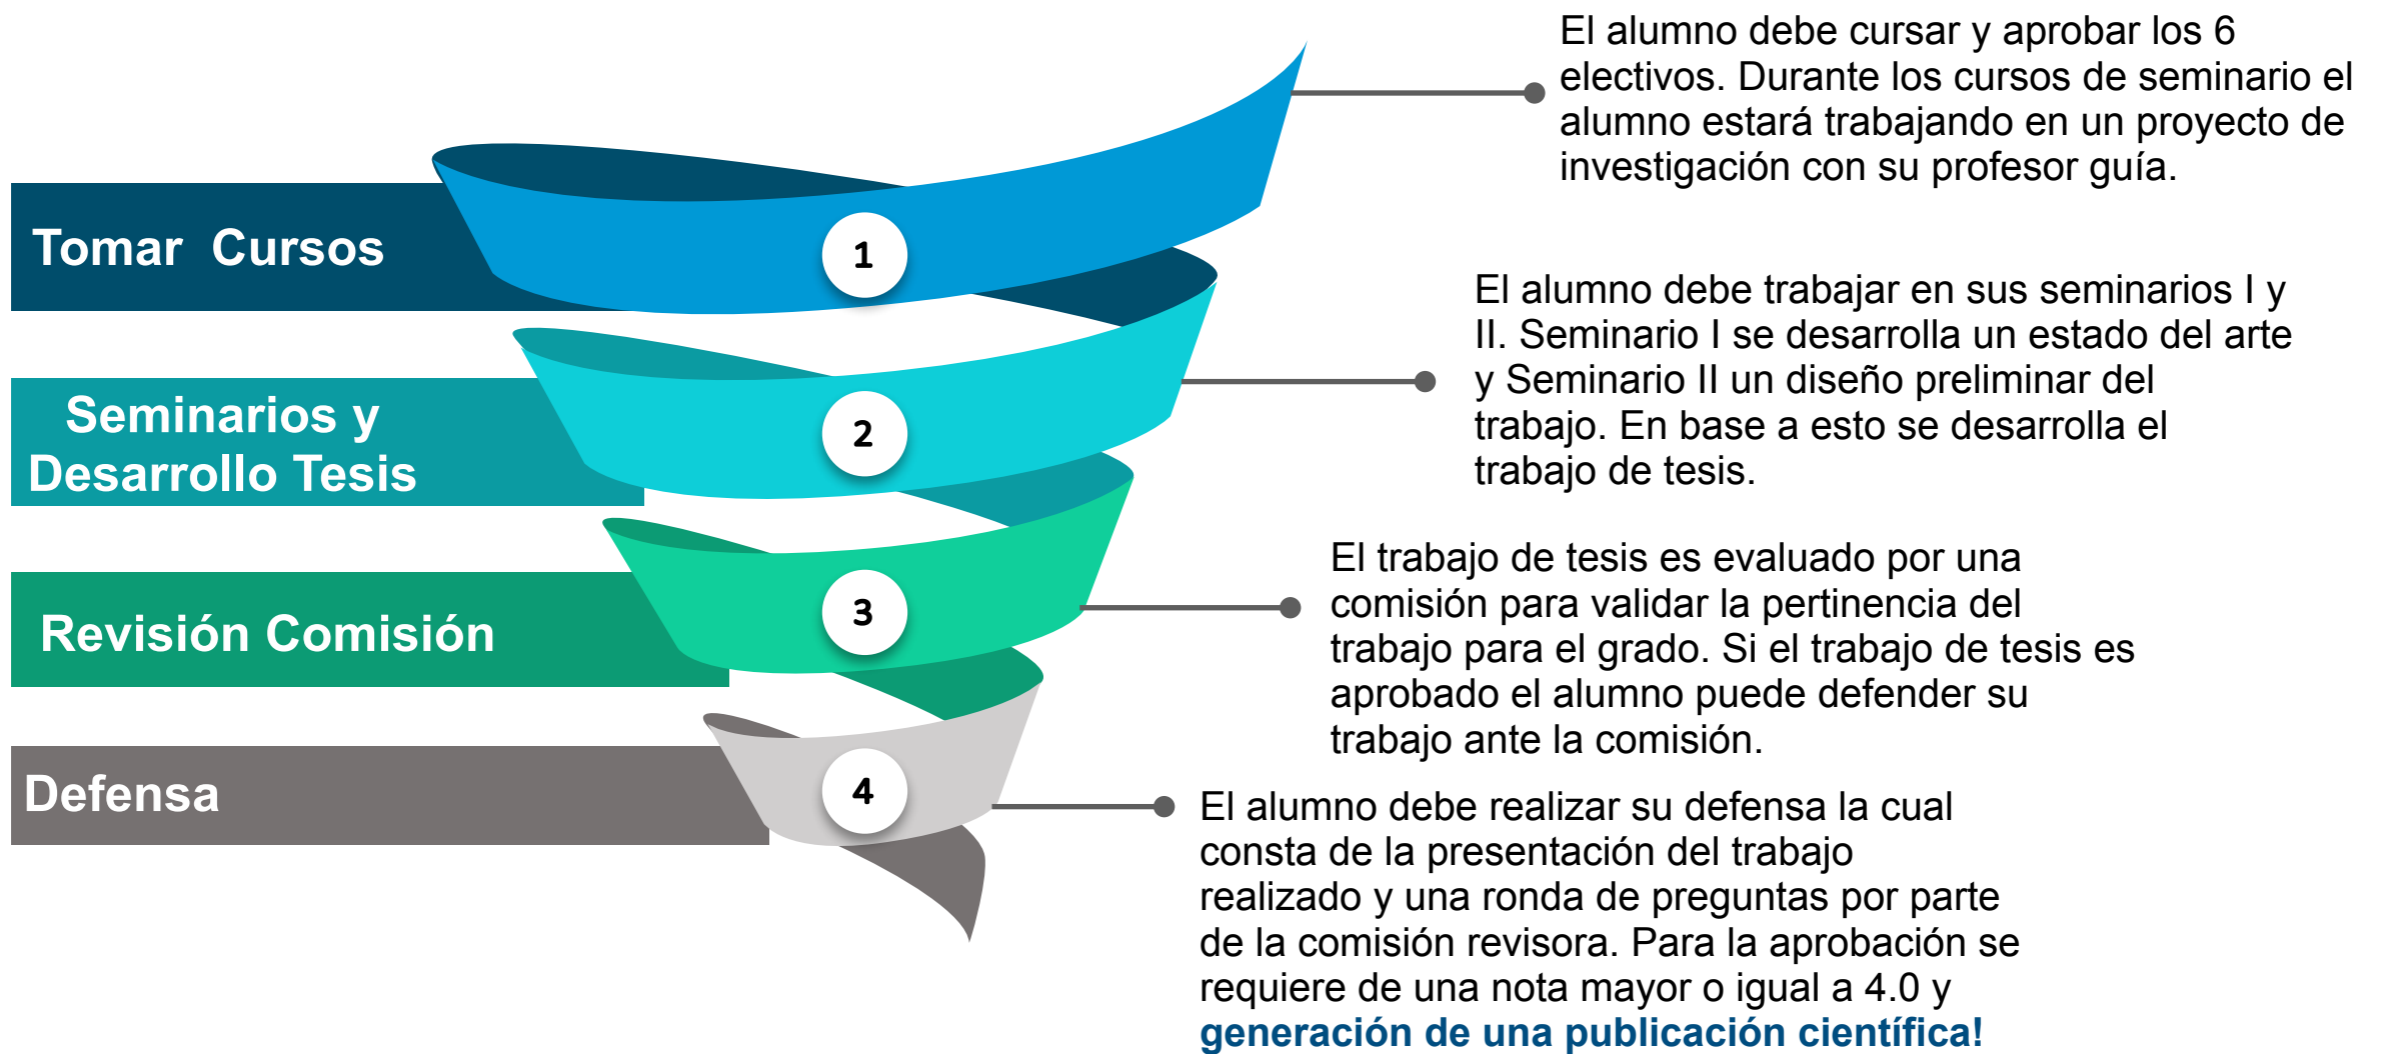 Tomar Cursos
1
El alumno debe cursar y aprobar los 6
electivos. Durante los cursos de seminario el
alumno estará trabajando en un proyecto de
investigación con su profesor guía.
Seminarios y
Desarrollo Tesis
2
El alumno debe trabajar en sus seminarios I y
II. Seminario I se desarrolla un estado del arte
y Seminario II un diseño preliminar del
trabajo. En base a esto se desarrolla el
trabajo de tesis.
Revisión Comisión
3
El trabajo de tesis es evaluado por una
comisión para validar la pertinencia del
trabajo para el grado. Si el trabajo de tesis es
aprobado el alumno puede defender su
trabajo ante la comisión.
Defensa
4
El alumno debe realizar su defensa la cual
consta de la presentación del trabajo
realizado y una ronda de preguntas por parte
de la comisión revisora. Para la aprobación se
requiere de una nota mayor o igual a 4.0 y
generación de una publicación científica!